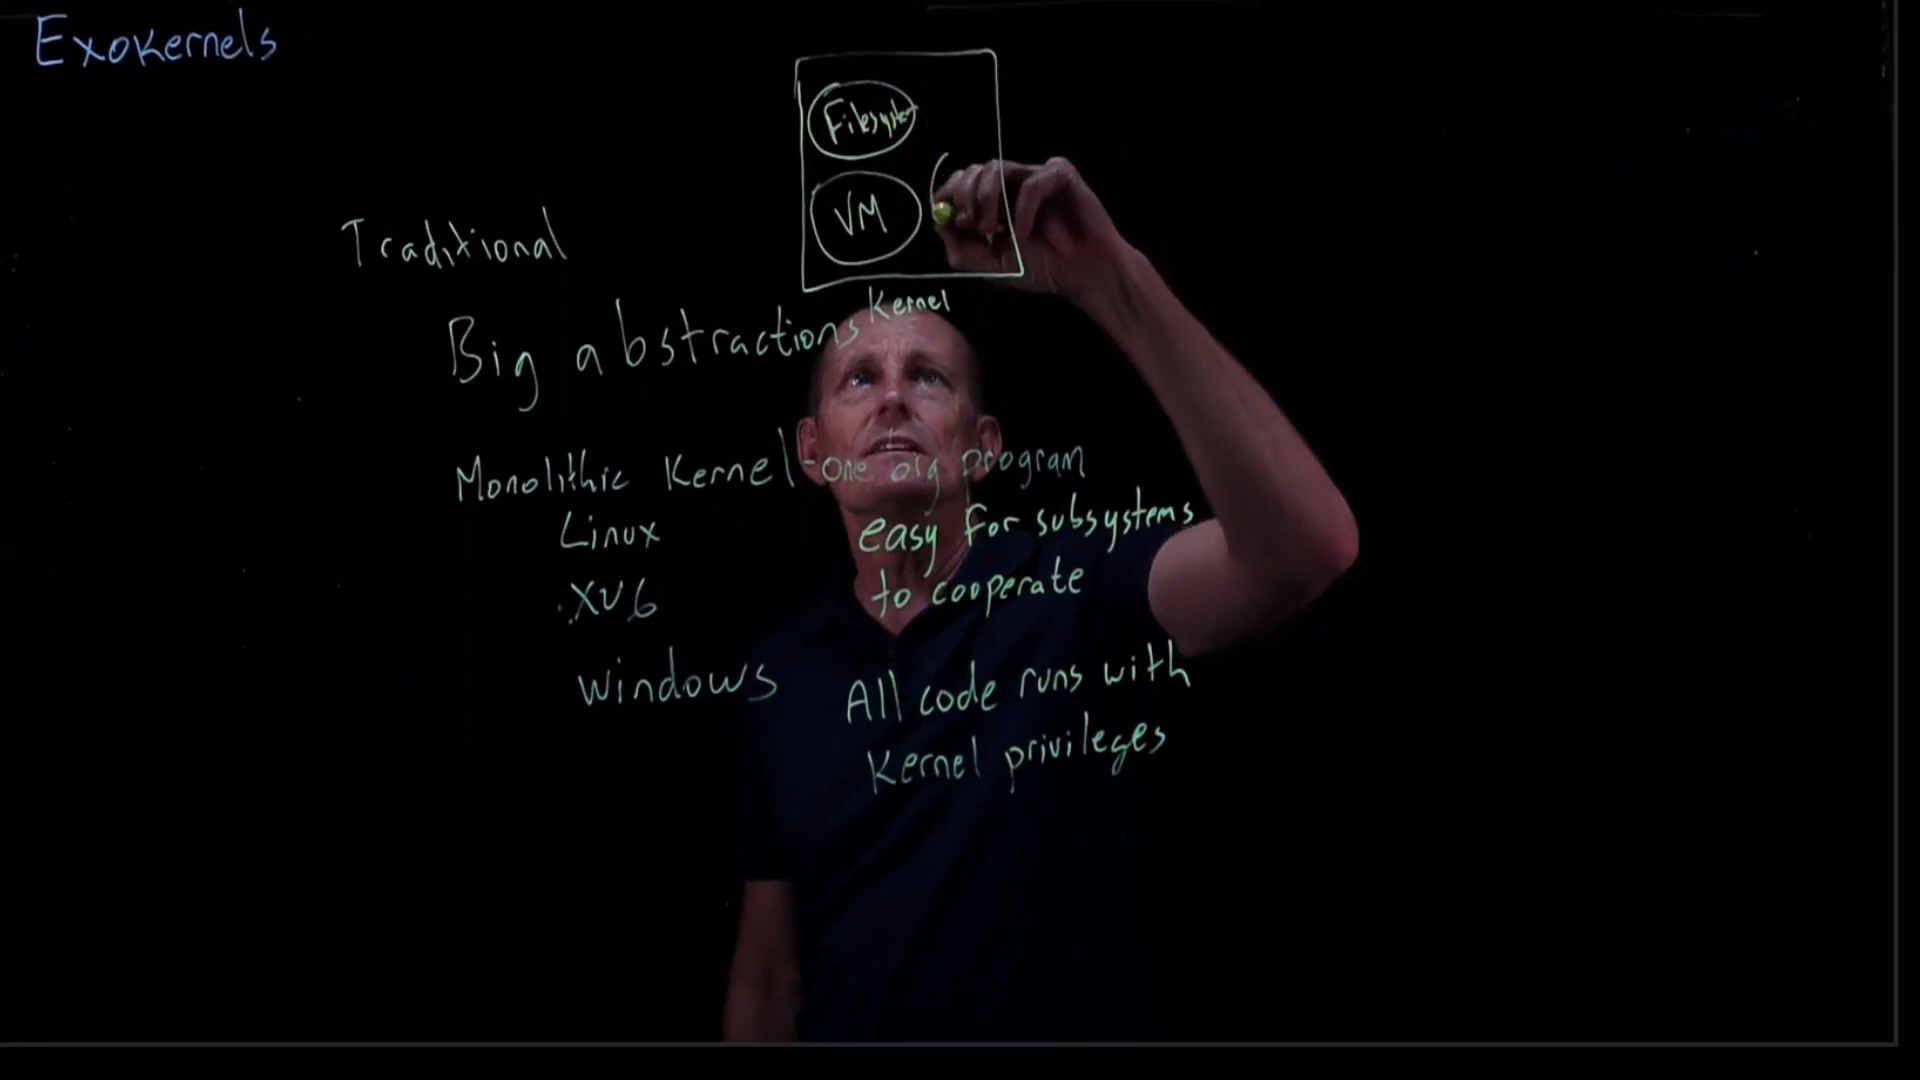 Exokernels
Filesystem
VM
Kernel
Traditional
Big abstractions
Monolithic Kernel - one big program
Linux
easy for subsystems
to cooperate
XV6
Windows
All code runs with
Kernel privileges